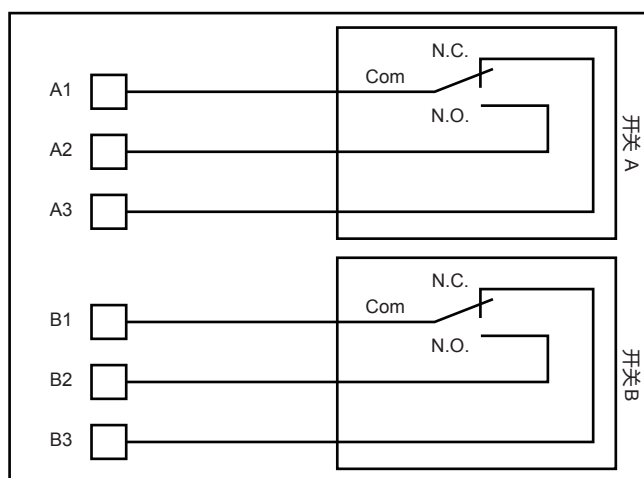 N.C.
A1
Com
N.O.
A2
开关 A
A3
N.C.
B1
Com
N.O.
B2
开关B
B3